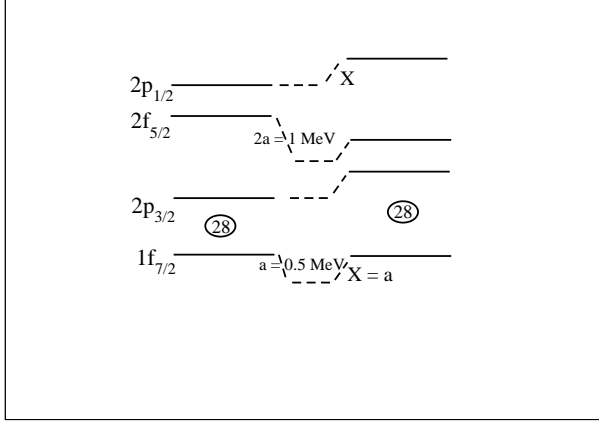 2p1/2
X
2f5/2
2a = 1 MeV
2p3/2
28
28
1f7/2
a = 0.5 MeV
X = a